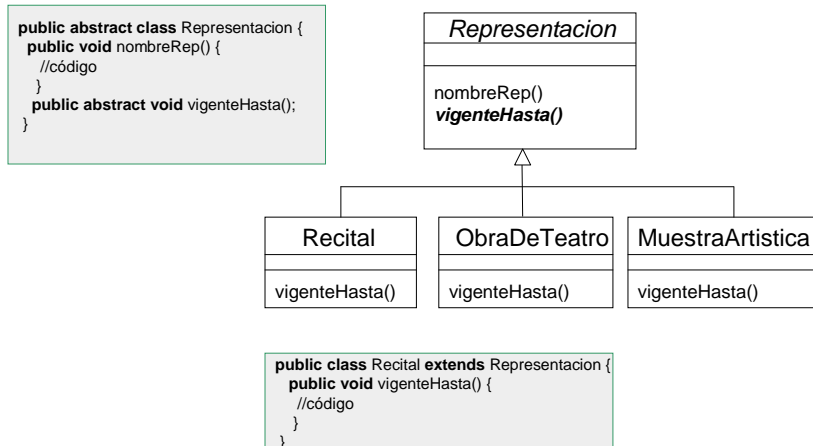 public abstract class Representacion {
public void nombreRep() {
//código
}
public abstract void vigenteHasta();
}
Representacion
nombreRep()
vigenteHasta()
Recital
vigenteHasta()
ObraDeTeatro
vigenteHasta()
MuestraArtistica
vigenteHasta()
public class Recital extends Representacion {
public void vigenteHasta() {
//código
}
}